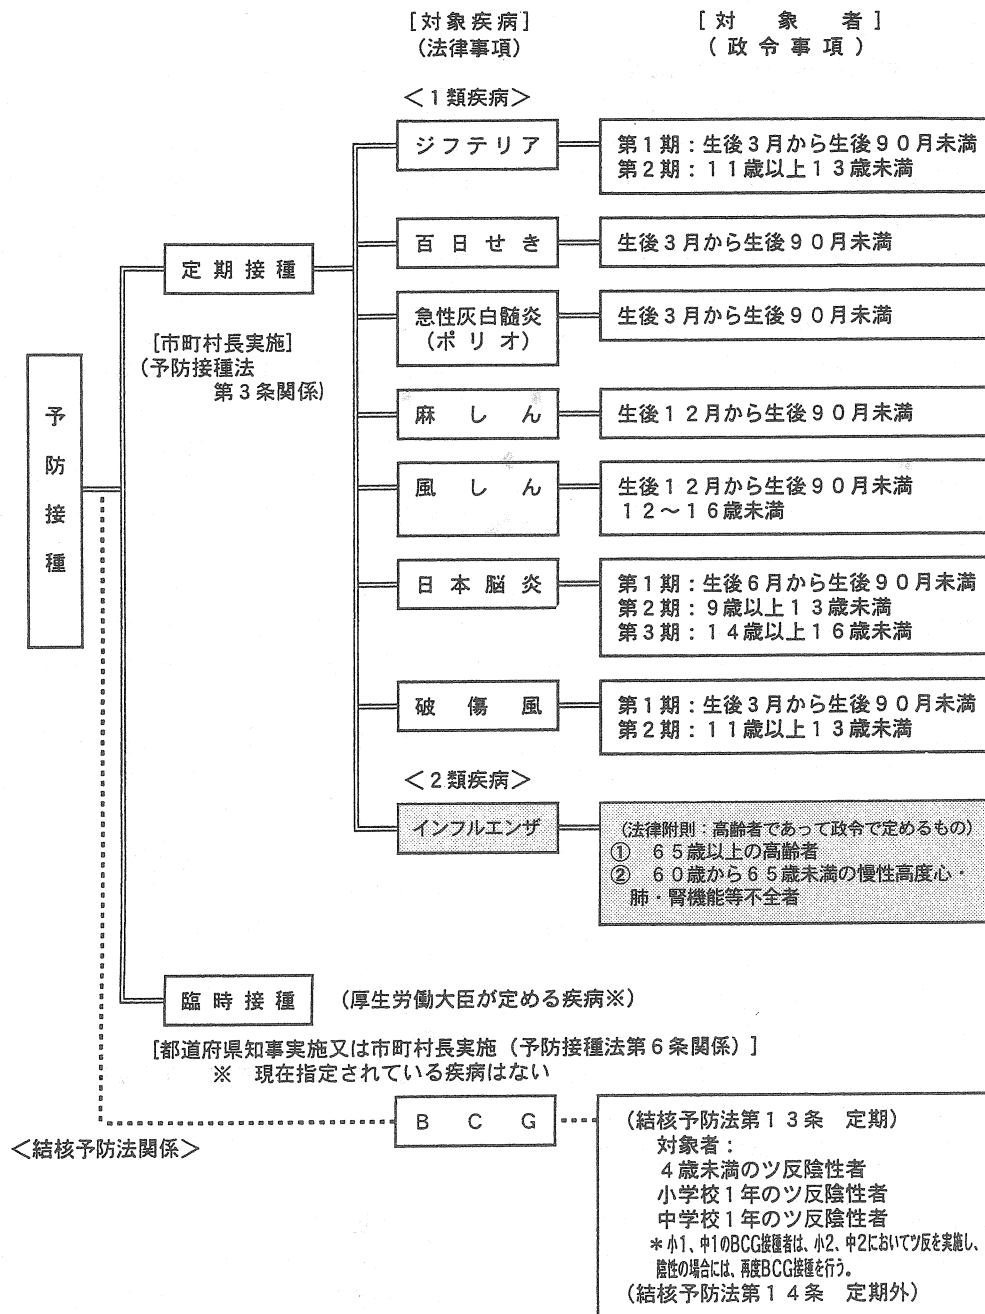 [対象疾病]
(法律事項)
[対象者]
(政令事項)
＜１類疾病＞
ジフテリア
第１期：生後３月から生後９０月未満
第２期：１１歳以上１３歳未満
百日せき
生後３月から生後９０月未満
定期接種
[市町村長実施]
(予防接種法
第３条関係)
急性灰白髄炎
(ポリオ)
生後３月から生後９０月未満
予防接種
麻しん
生後１２月から生後９０月未満
風しん
生後１２月から生後９０月未満
１２～１６歳未満
日本脳炎
第１期：生後６月から生後９０月未満
第２期：９歳以上１３歳未満
第３期：１４歳以上１６歳未満
破傷風
第１期：生後３月から生後９０月未満
第２期：１１歳以上１３歳未満
＜２類疾病＞
インフルエンザ
(法律附則：高齢者であって政令で定めるもの)
①　６５歳以上の高齢者
②　６０歳から６５歳未満の慢性高度心・
肺・腎機能等不全者
臨時接種
(厚生労働大臣が定める疾病※)
[都道府県知事実施又は市町村長実施（予防接種法第６条関係）]
※　現在指定されている疾病はない
ＢＣＧ
＜結核予防法関係＞
(結核予防法第１３条　定期)
対象者：
４歳未満のツ反陰性者
小学校１年のツ反陰性者
中学校１年のツ反陰性者
＊小1、中1のBCG接種者は、小2、中2においてツ反を実施し、
陰性の場合には、再度BCG接種を行う。
(結核予防法第１４条　定期外)